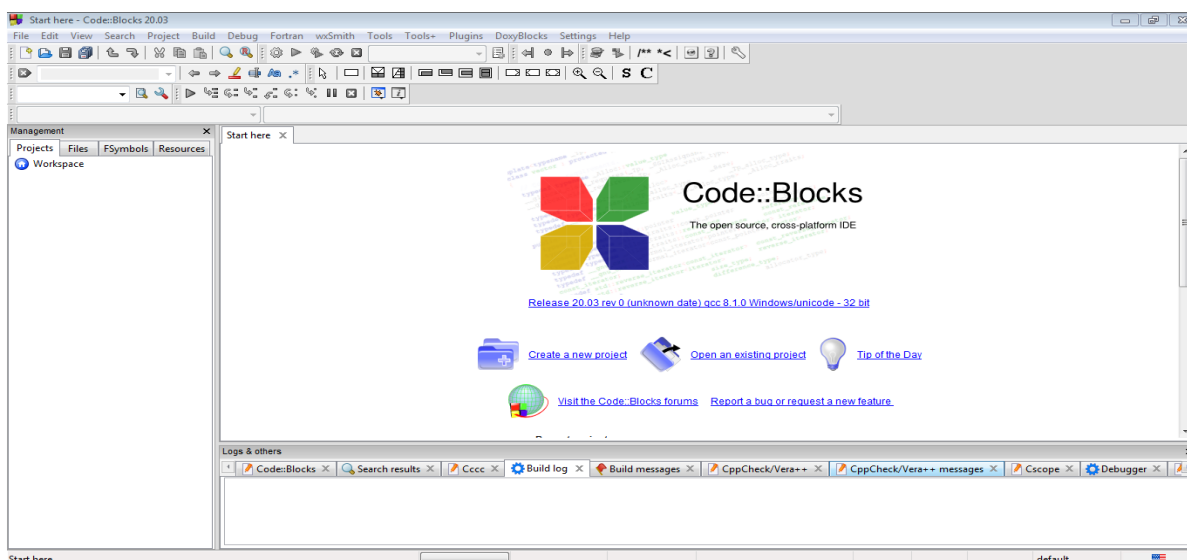 Start here - Code::Blocks 20.03
File Edit View Search Project Build Debug Fortran wxSmith Tools Tools+ Plugins DoxyBlocks Settings Help
/** *<
S C
Management
Start here
Projects Files FSymbols Resources
Workspace
Code::Blocks
The open source, cross-platform IDE
Release 20.03 rev 0 (unknown date) gcc 8.1.0 Windows/unicode - 32 bit
Create a new project Open an existing project Tip of the Day
Visit the Code::Blocks forums Report a bug or request a new feature
Logs & others
Code::Blocks Search results Cccc Build log Build messages CppCheck/Vera++ CppCheck/Vera++ messages Cscope Debugger
Start here default